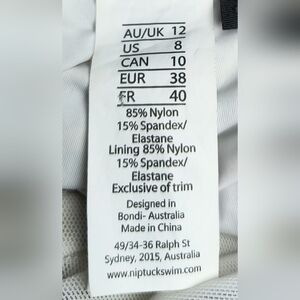 AU/UK 12
US 8
CAN 10
EUR 38
FR 40
85% Nylon
15% Spandex/
Elastane
Lining 85% Nylon
15% Spandex/
Elastane
Exclusive of trim
Designed in
Bondi- Australia
Made in China
49/34-36 Ralph St
Sydney, 2015, Australia
www.niptuckswim.com